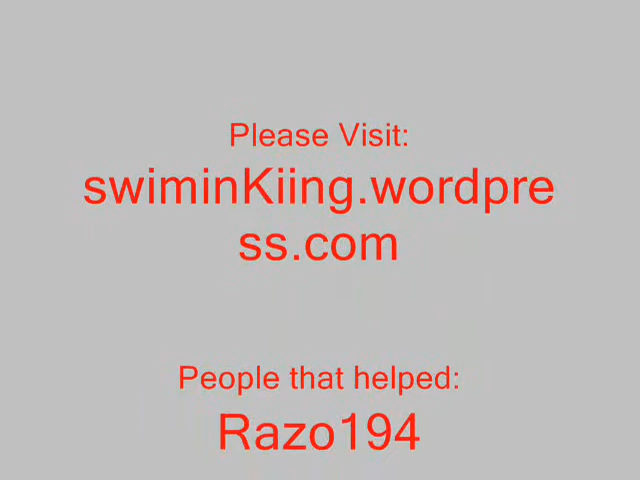 Please Visit:
swiminKiing.wordpre
ss.com
People that helped:
Razo194